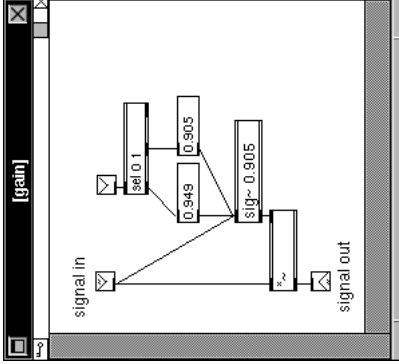 [gain]
signal in
sel 0 1
0.949
0.905
sig~ 0.905
*~
signal out